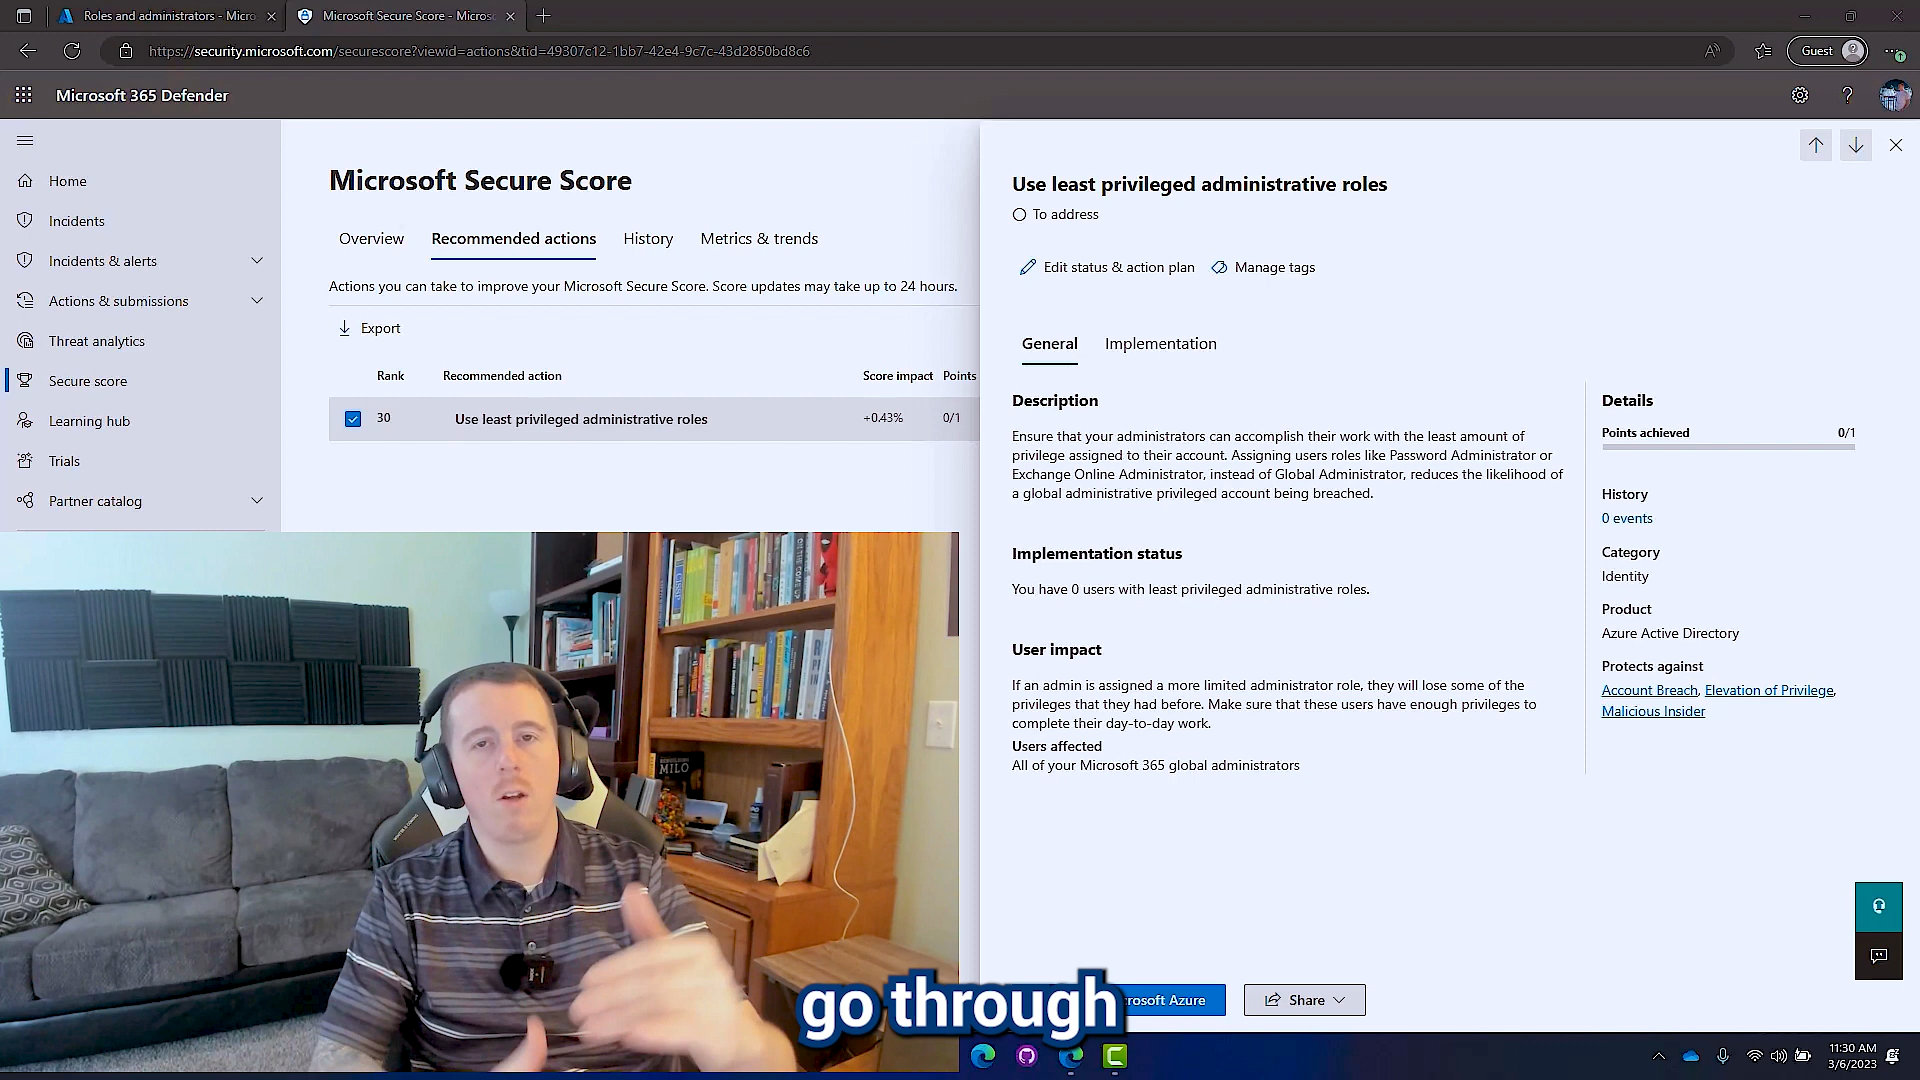 Roles and administrators - Micro
Microsoft Secure Score - Micros
https://security.microsoft.com/securescore?viewid=actions&tid=49307c12-1bb7-42e4-9c7c-43d2850bd8c6
Guest
Microsoft 365 Defender
Home
Incidents
Incidents & alerts
Actions & submissions
Threat analytics
Secure score
Learning hub
Trials
Partner catalog
Microsoft Secure Score
Overview
Recommended actions
History
Metrics & trends
Actions you can take to improve your Microsoft Secure Score. Score updates may take up to 24 hours.
Export
Rank
Recommended action
Score impact
Points
30
Use least privileged administrative roles
+0.43%
0/1
Use least privileged administrative roles
To address
Edit status & action plan
Manage tags
General
Implementation
Description
Ensure that your administrators can accomplish their work with the least amount of
privilege assigned to their account. Assigning users roles like Password Administrator or
Exchange Online Administrator, instead of Global Administrator, reduces the likelihood of
a global administrative privileged account being breached.
Implementation status
You have 0 users with least privileged administrative roles.
User impact
If an admin is assigned a more limited administrator role, they will lose some of the
privileges that they had before. Make sure that these users have enough privileges to
complete their day-to-day work.
Users affected
All of your Microsoft 365 global administrators
Details
Points achieved
0/1
History
0 events
Category
Identity
Product
Azure Active Directory
Protects against
Account Breach, Elevation of Privilege,
Malicious Insider
CISSP
MILO
go through
rosoft Azure
Share
11:30 AM
3/6/2023